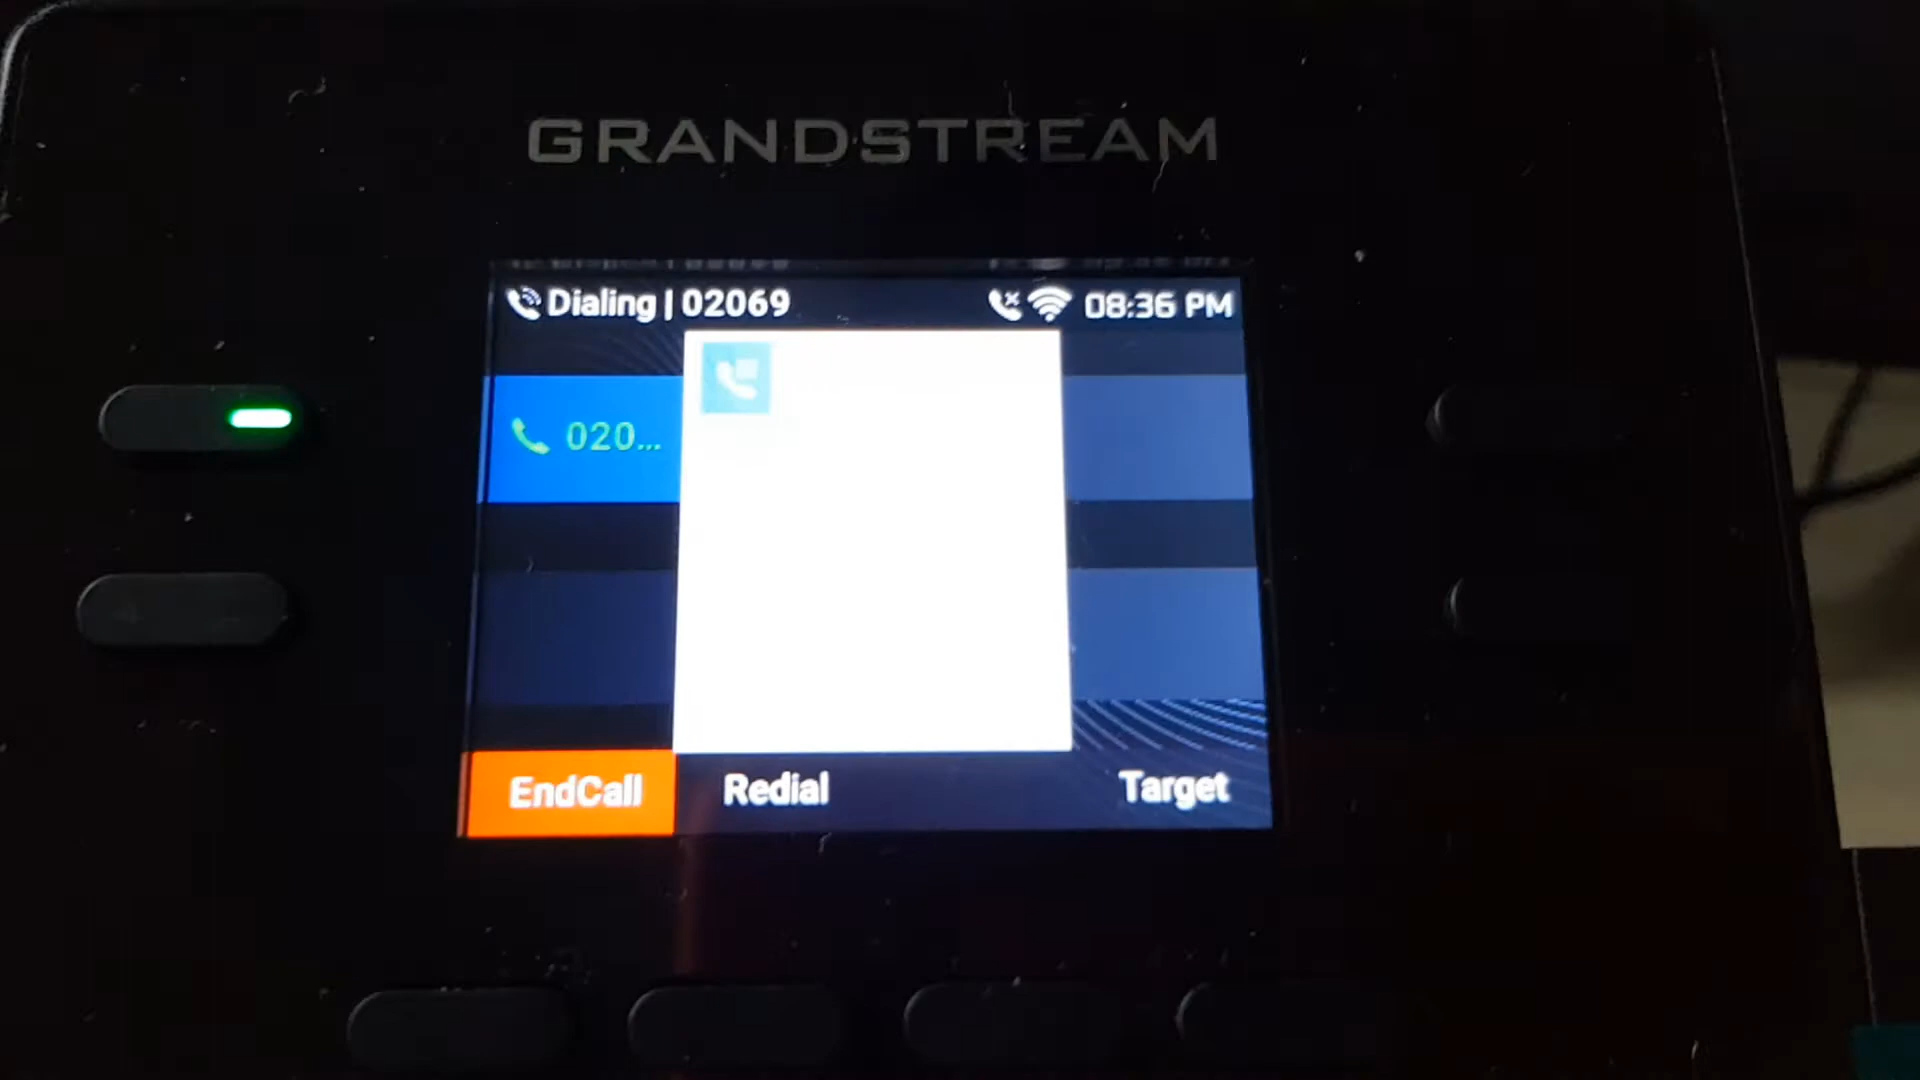 GRANDSTREAM
Dialing | 02069 08:36 PM
020...
EndCall Redial Target